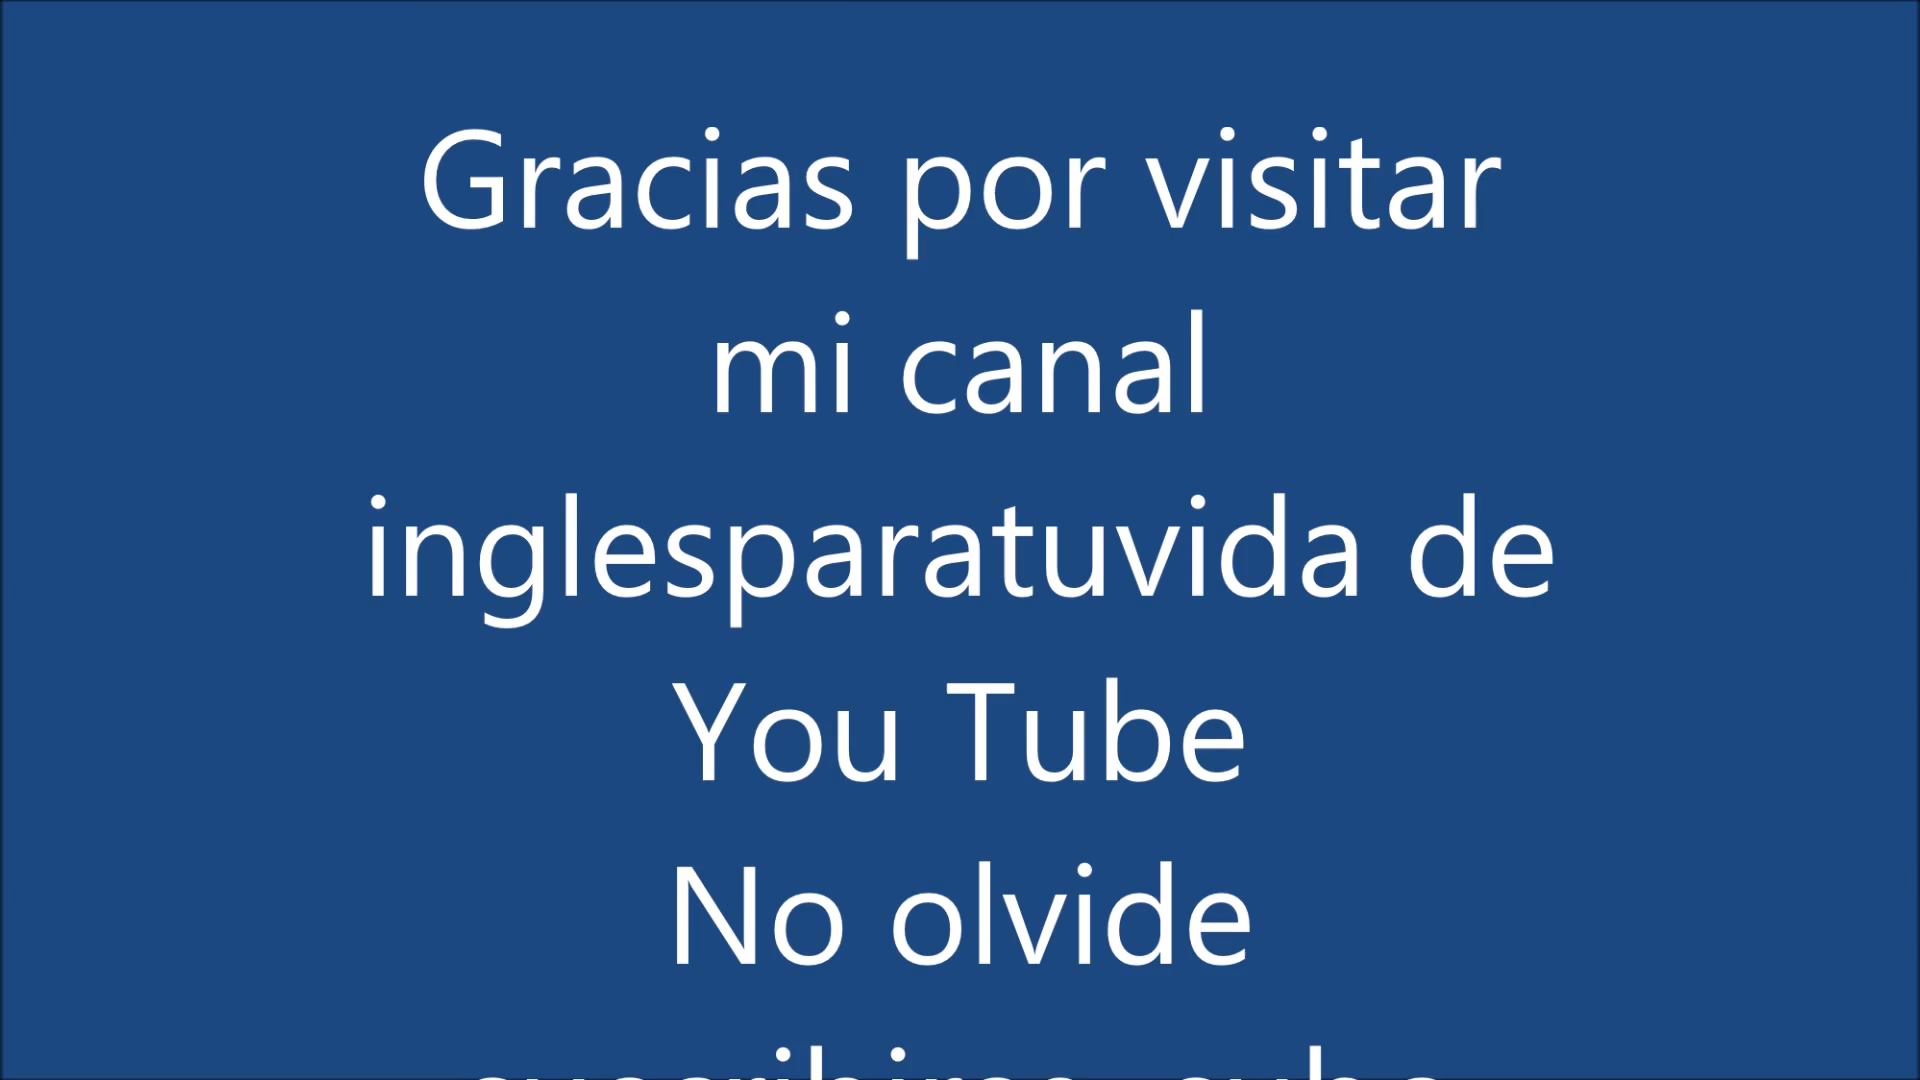 Gracias por visitar
mi canal
inglesparatuvida de
You Tube
No olvide